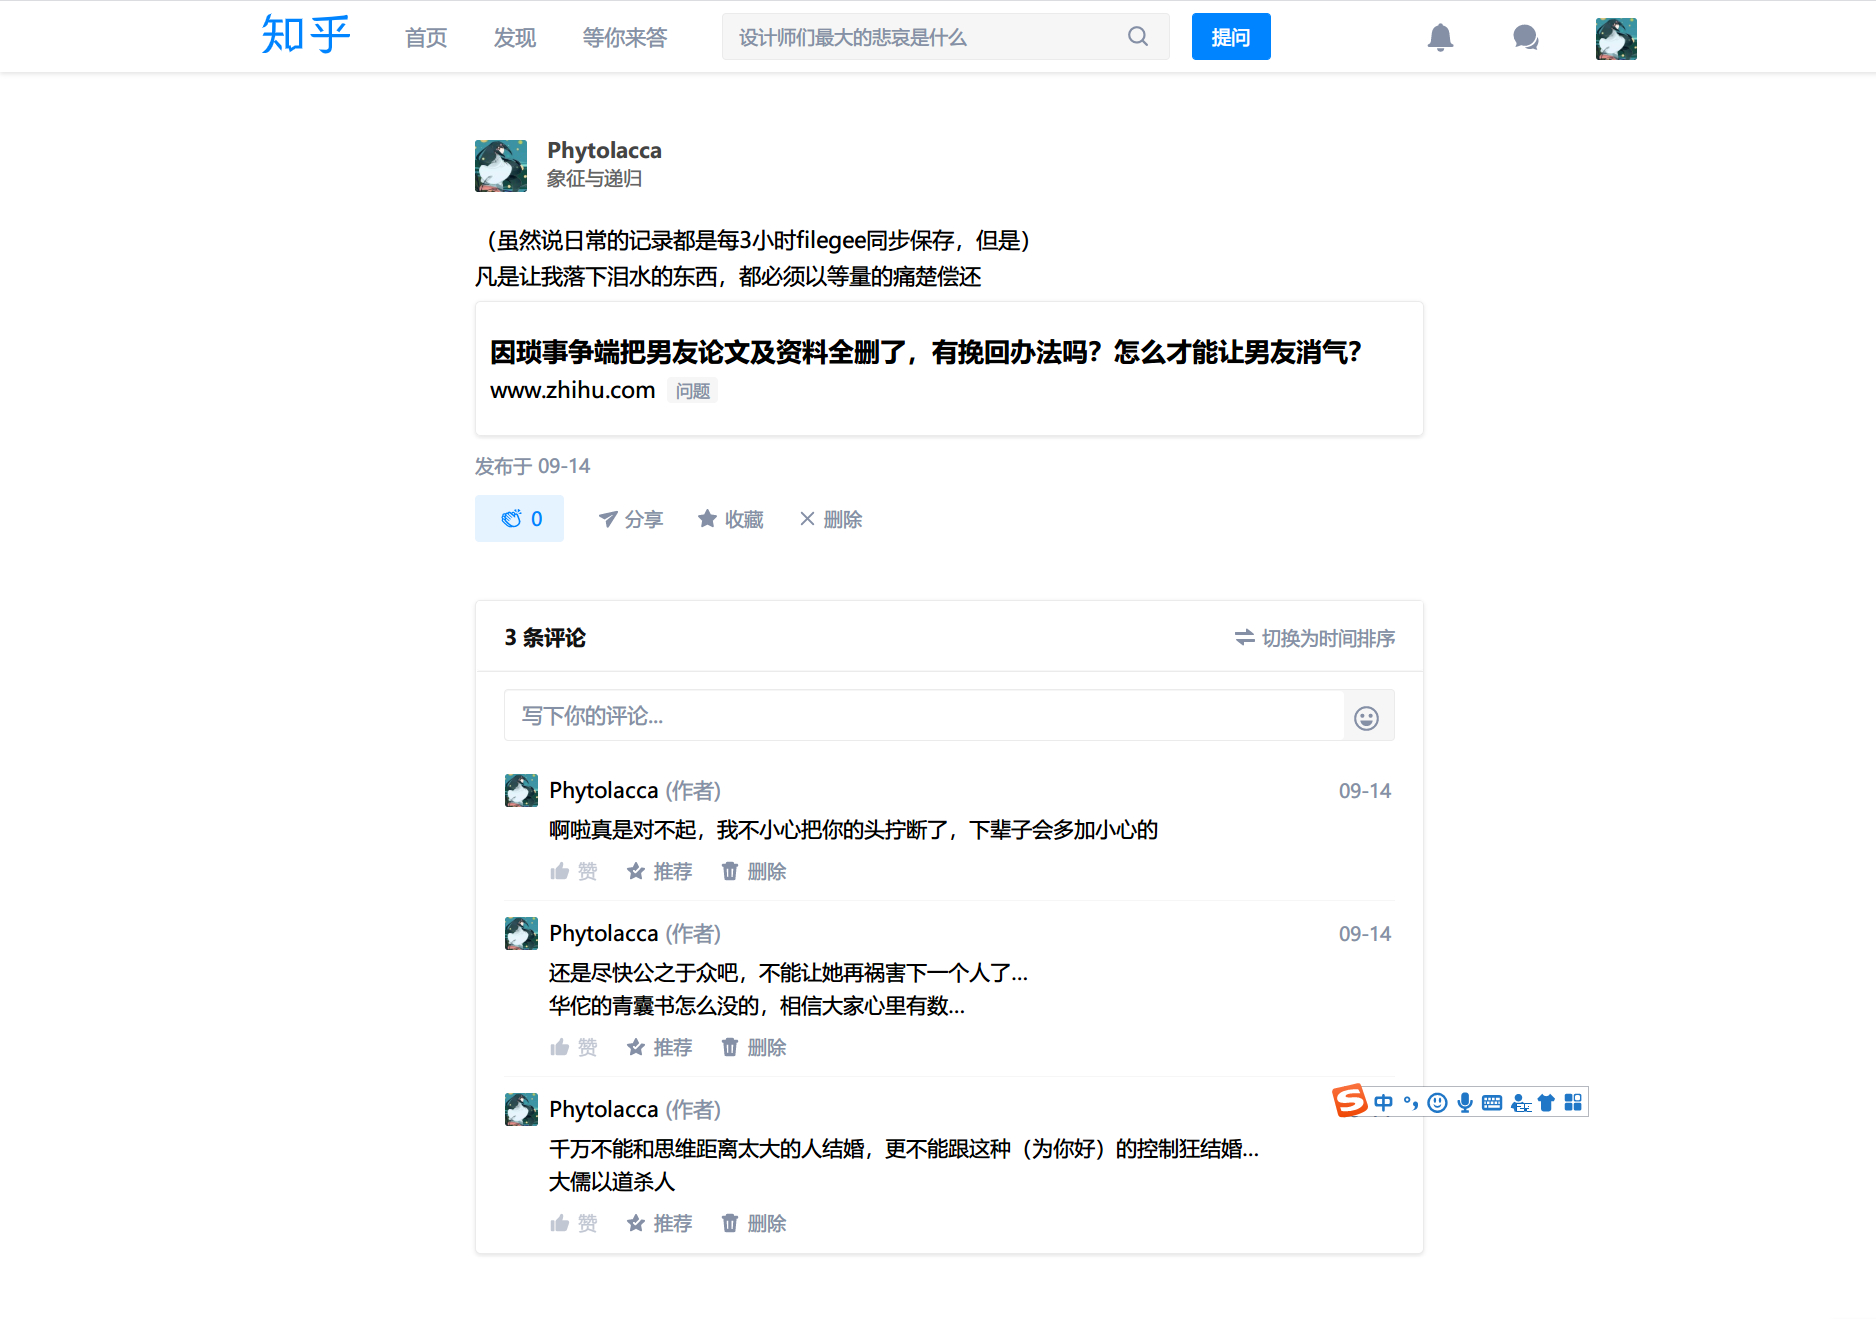 知乎 首页 发现 等你来答 设计师们最大的悲哀是什么 提问
Phytolacca
象征与递归
（虽然说日常的记录都是每3小时filegee同步保存，但是）
凡是让我落下泪水的东西，都必须以等量的痛楚偿还
因琐事争端把男友论文及资料全删了，有挽回办法吗？怎么才能让男友消气？
www.zhihu.com 问题
发布于 09-14
0 分享 收藏 删除
3 条评论 切换为时间排序
写下你的评论...
Phytolacca (作者) 09-14
啊啦真是对不起，我不小心把你的头拧断了，下辈子会多加小心的
赞 推荐 删除
Phytolacca (作者) 09-14
还是尽快公之于众吧，不能让她再祸害下一个人了...
华佗的青囊书怎么没的，相信大家心里有数...
赞 推荐 删除
Phytolacca (作者)
S 中 °,
千万不能和思维距离太大的人结婚，更不能跟这种（为你好）的控制狂结婚...
大儒以道杀人
赞 推荐 删除